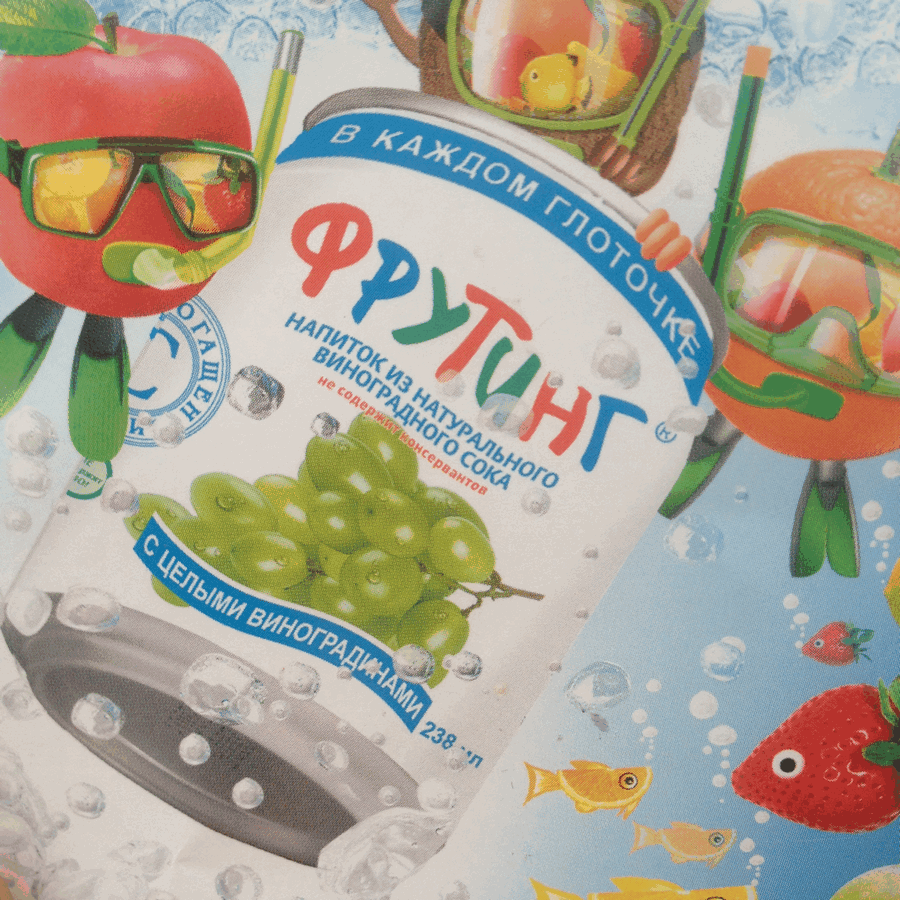 В КАЖДОМ ГЛОТОЧКЕ
ФРУТИНГ
®
НАПИТОК ИЗ НАТУРАЛЬНОГО
ВИНОГРАДНОГО СОКА
не содержит консервантов
С ЦЕЛЫМИ ВИНОГРАДИНАМИ
238 мл